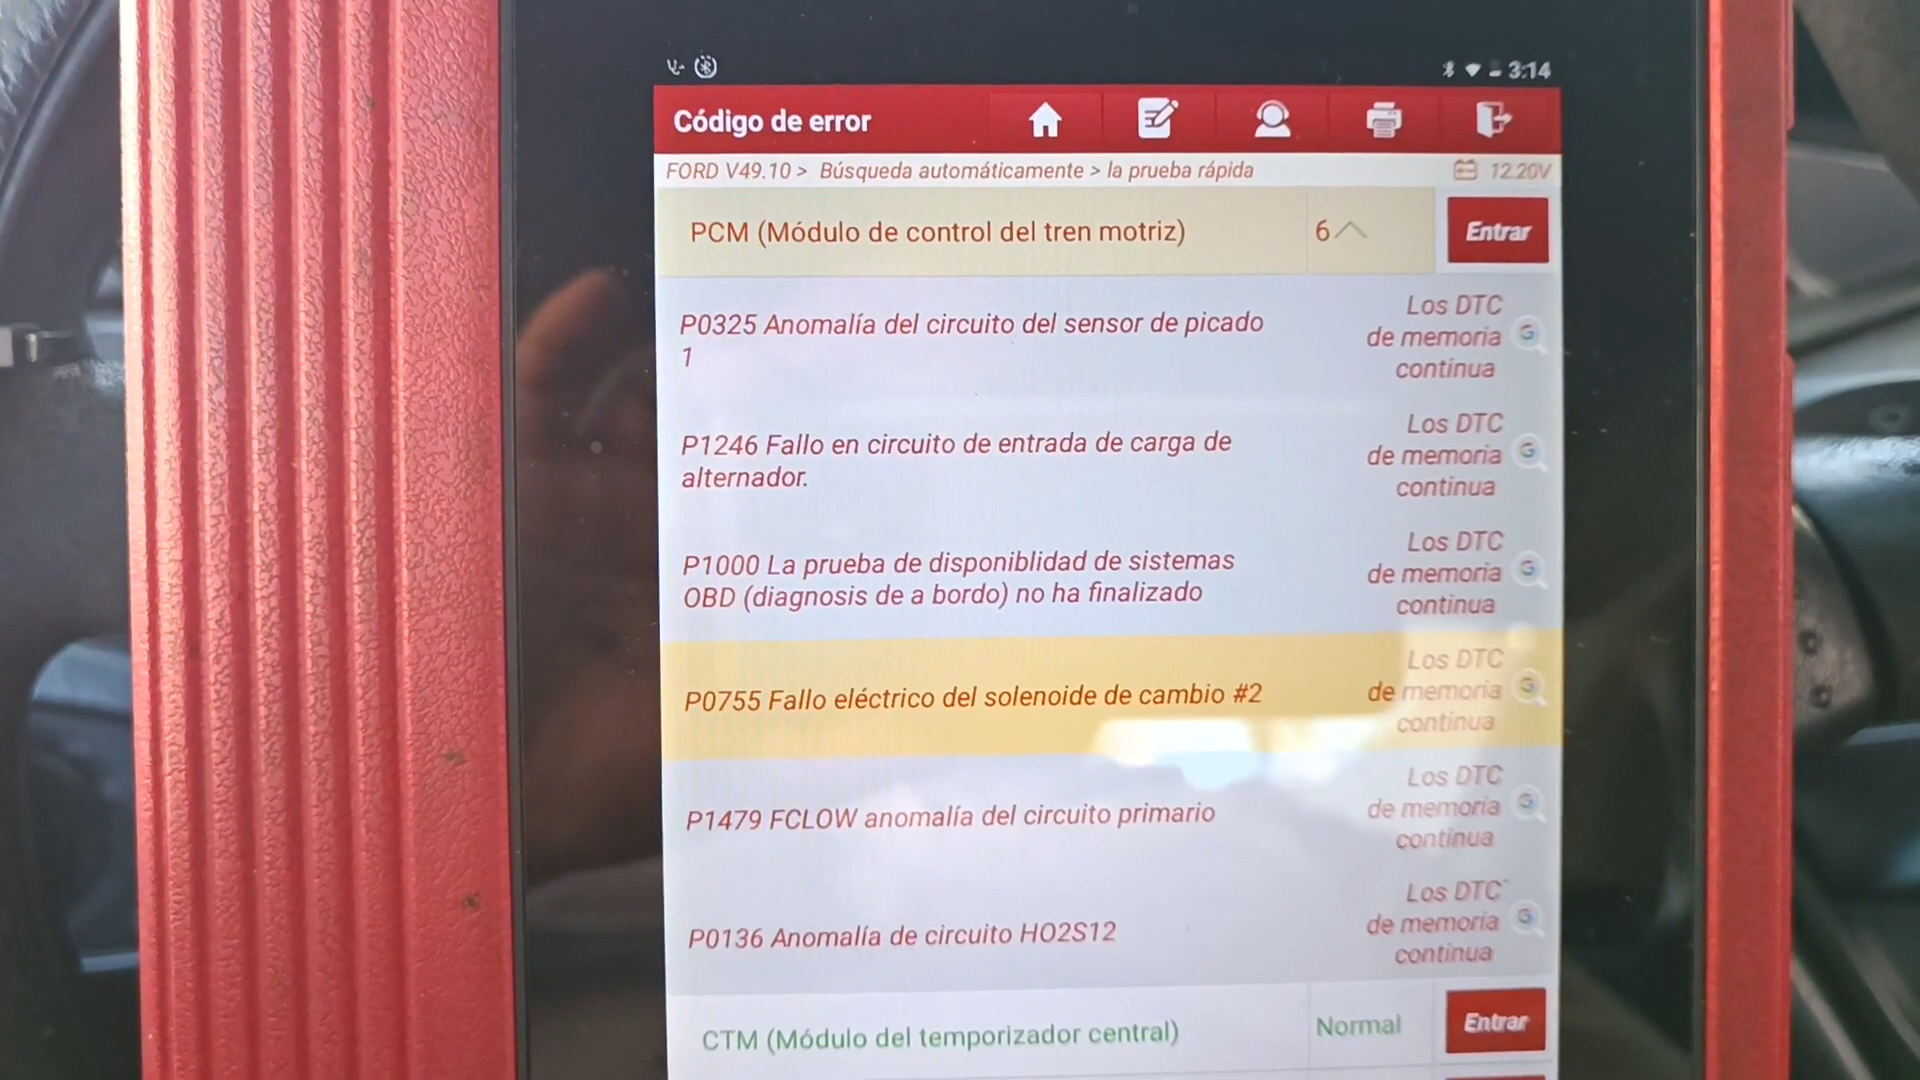 3:14
Código de error
FORD V49.10 > Búsqueda automáticamente > la prueba rápida
12.20V
PCM (Módulo de control del tren motriz)
6
Entrar
P0325 Anomalía del circuito del sensor de picado
1
Los DTC
de memoria
continua
P1246 Fallo en circuito de entrada de carga de
alternador.
Los DTC
de memoria
continua
P1000 La prueba de disponiblidad de sistemas
OBD (diagnosis de a bordo) no ha finalizado
Los DTC
de memoria
continua
P0755 Fallo eléctrico del solenoide de cambio #2
Los DTC
de memoria
continua
P1479 FCLOW anomalía del circuito primario
Los DTC
de memoria
continua
P0136 Anomalía de circuito HO2S12
Los DTC
de memoria
continua
CTM (Módulo del temporizador central)
Normal
Entrar